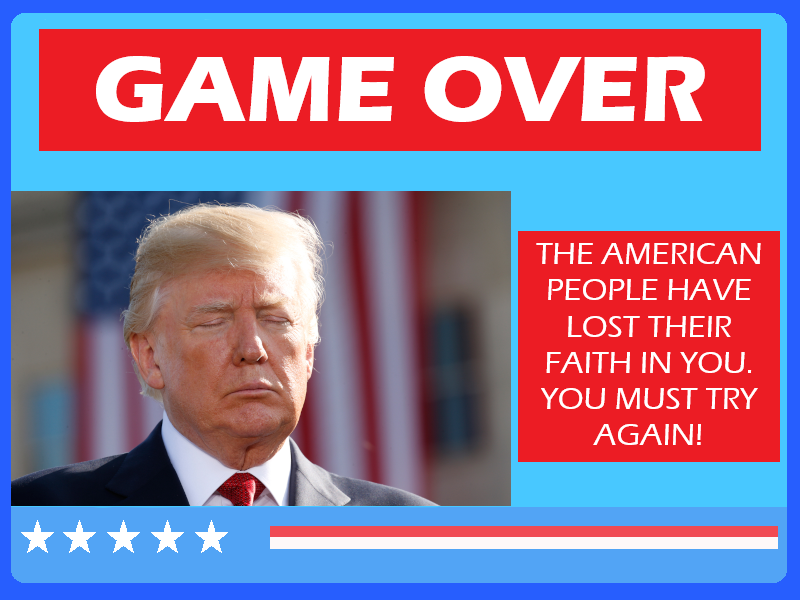 GAME OVER
THE AMERICAN
PEOPLE HAVE
LOST THEIR
FAITH IN YOU.
YOU MUST TRY
AGAIN!